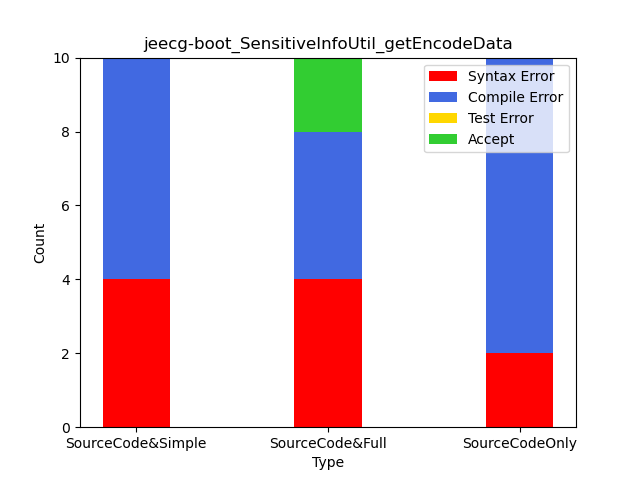 jeecg-boot_SensitiveInfoUtil_getEncodeData
10
8
6
4
2
0
Count
Syntax Error
Compile Error
Test Error
Accept
SourceCode&Simple
SourceCode&Full
SourceCodeOnly
Type